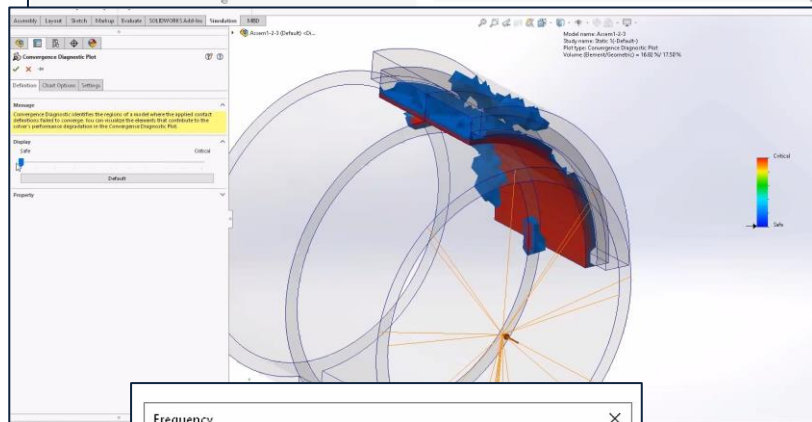 Assembly Layout Sketch Markup Evaluate SOLIDWORKS Add-Ins Simulation MBD
Assem1-2-3 (Default) <Di...
Model name: Assem1-2-3
Study name: Static 1(-Default-)
Plot type: Convergence Diagnostic Plot
Volume (Element/Geometric) = 16.92 %/ 17.50 %
Convergence Diagnostic Plot
Definition Chart Options Settings
Message
Convergence Diagnostic identifies the regions of a model where the applied contact
definitions failed to converge. You can visualize the elements that contribute to the
solver's performance degradation in the Convergence Diagnostic Plot.
Display
Safe Critical
Default
Property
Critical
Safe
Frequency